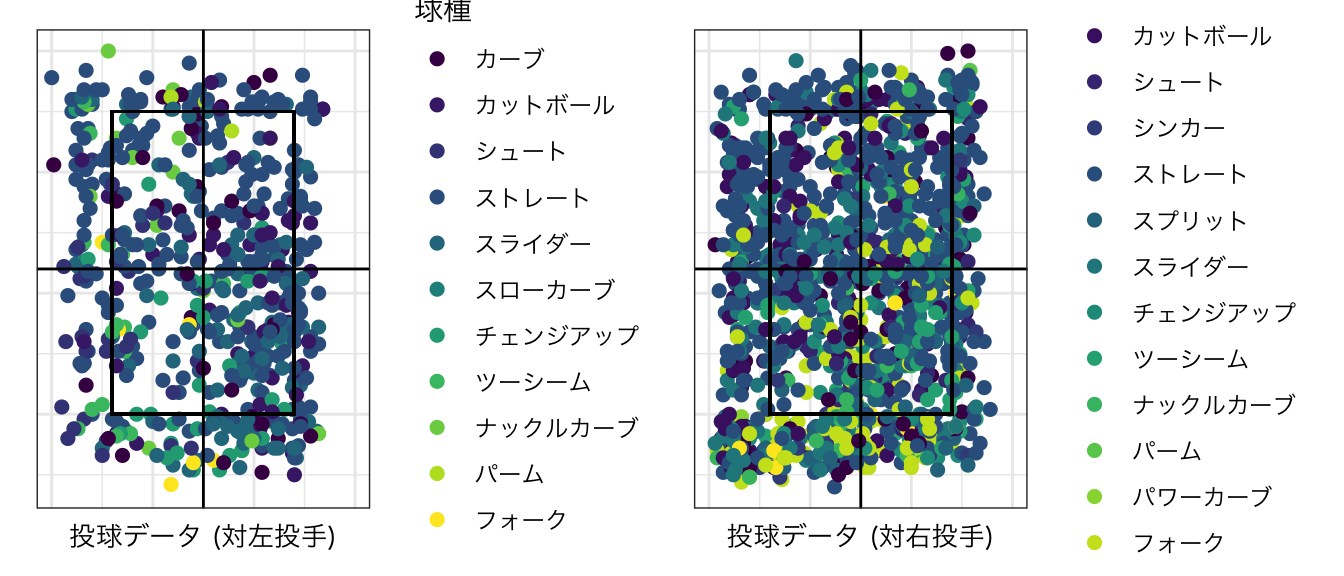 球種
カーブ
カットボール
シュート
ストレート
スライダー
スローカーブ
チェンジアップ
ツーシーム
ナックルカーブ
パーム
フォーク
投球データ (対左投手)
カットボール
シュート
シンカー
ストレート
スプリット
スライダー
チェンジアップ
ツーシーム
ナックルカーブ
パーム
パワーカーブ
フォーク
投球データ (対右投手)